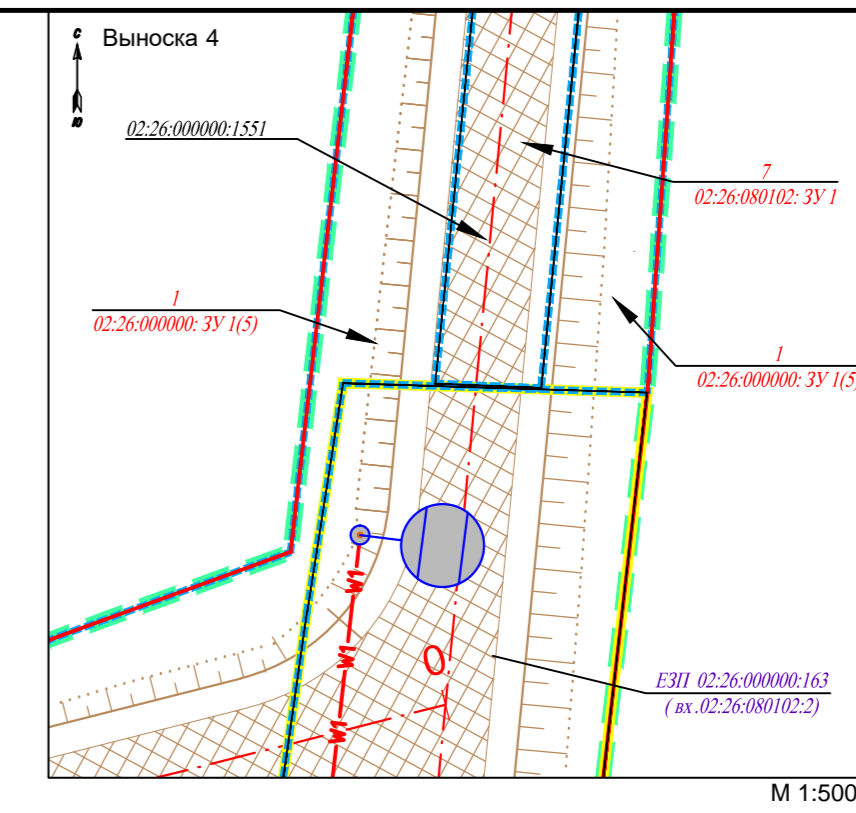 с
Выноска 4
ю
02:26:000000:1551
7
02:26:080102: ЗУ 1
1
02:26:000000: ЗУ 1(5)
1
02:26:000000: ЗУ 1(5)
W1
W1
W1
0
ЕЗП 02:26:000000:163
( вх .02:26:080102:2)
М 1:500